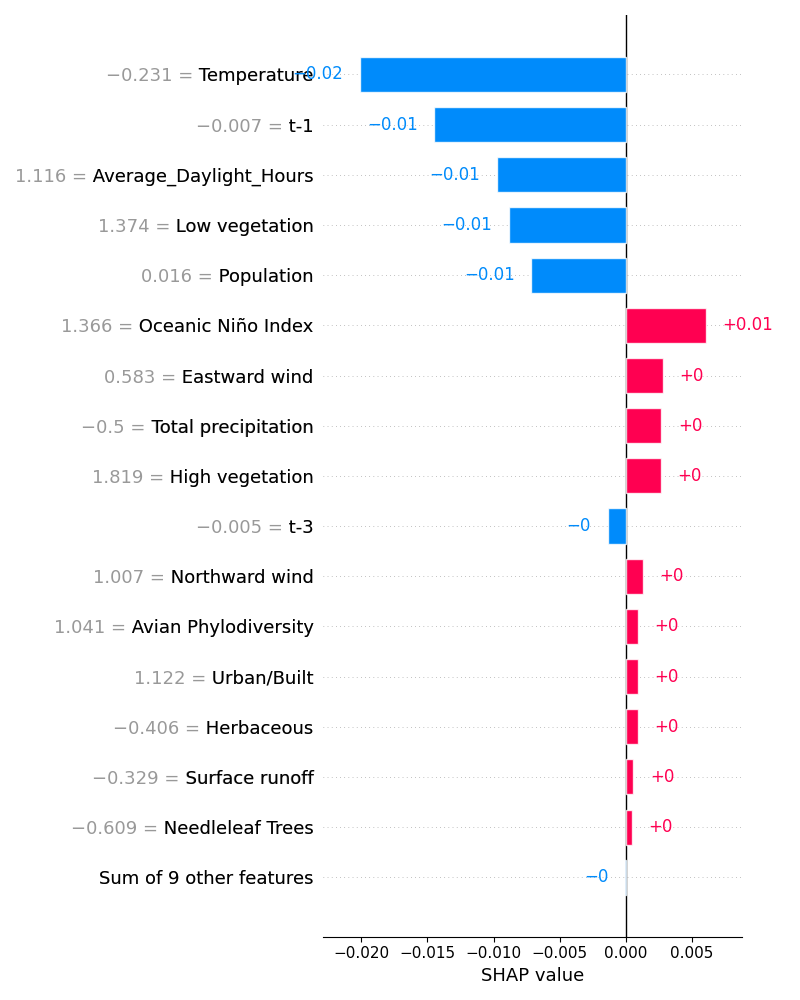 −0.231 = Temperature −0.02
−0.007 = t-1 −0.01
1.116 = Average_Daylight_Hours −0.01
1.374 = Low vegetation −0.01
0.016 = Population −0.01
1.366 = Oceanic Niño Index +0.01
0.583 = Eastward wind +0
−0.5 = Total precipitation +0
1.819 = High vegetation +0
−0.005 = t-3 −0
1.007 = Northward wind +0
1.041 = Avian Phylodiversity +0
1.122 = Urban/Built +0
−0.406 = Herbaceous +0
−0.329 = Surface runoff +0
−0.609 = Needleleaf Trees +0
Sum of 9 other features −0
−0.020 −0.015 −0.010 −0.005 0.000 0.005
SHAP value